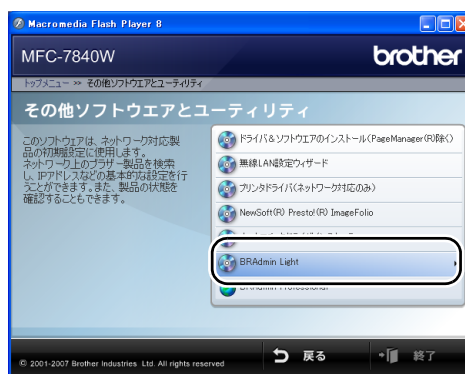 Macromedia Flash Player 8
MFC-7840W
brother
トップメニュー >> その他ソフトウエアとユーティリティ
その他ソフトウエアとユーティリティ
このソフトウエアは、ネットワーク対応製
品の初期設定に使用します。
ネットワーク上のブラザー製品を検索
し、IPアドレスなどの基本的な設定を行
うことができます。また、製品の状態を
確認することもできます。
ドライバ&ソフトウエアのインストール(PageManager(R)除く)
無線LAN設定ウィザード
プリンタドライバ(ネットワーク対応のみ)
NewSoft(R) Presto!(R) ImageFolio
BRAdmin Light
BRAdmin Professional
© 2001-2007 Brother Industries Ltd. All rights reserved
戻る
終了